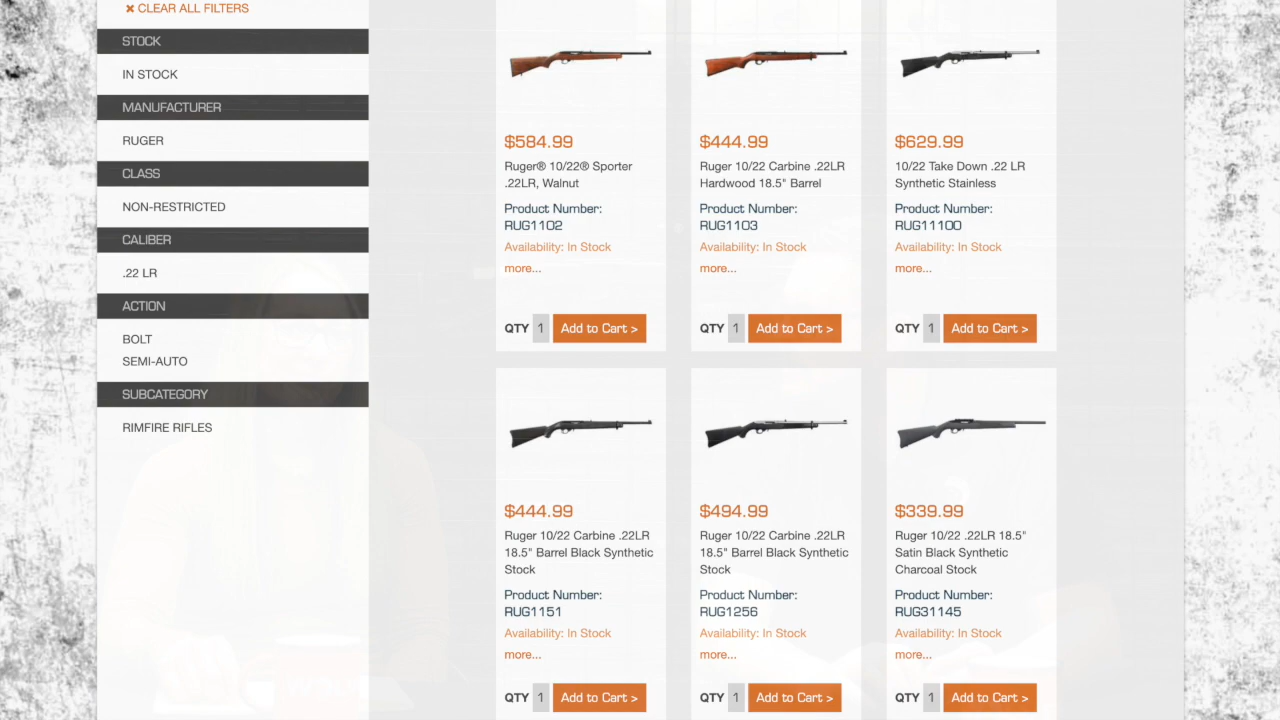 ✖ CLEAR ALL FILTERS
STOCK
IN STOCK
MANUFACTURER
RUGER
CLASS
NON-RESTRICTED
CALIBER
.22 LR
ACTION
BOLT
SEMI-AUTO
SUBCATEGORY
RIMFIRE RIFLES
$584.99
Ruger® 10/22® Sporter
.22LR, Walnut
Product Number:
RUG1102
Availability: In Stock
more...
QTY 1 Add to Cart >
$444.99
Ruger 10/22 Carbine .22LR
Hardwood 18.5" Barrel
Product Number:
RUG1103
Availability: In Stock
more...
QTY 1 Add to Cart >
$629.99
10/22 Take Down .22 LR
Synthetic Stainless
Product Number:
RUG11100
Availability: In Stock
more...
QTY 1 Add to Cart >
$444.99
Ruger 10/22 Carbine .22LR
18.5" Barrel Black Synthetic
Stock
Product Number:
RUG1151
Availability: In Stock
more...
QTY 1 Add to Cart >
$494.99
Ruger 10/22 Carbine .22LR
18.5" Barrel Black Synthetic
Stock
Product Number:
RUG1256
Availability: In Stock
more...
QTY 1 Add to Cart >
$339.99
Ruger 10/22 .22LR 18.5"
Satin Black Synthetic
Charcoal Stock
Product Number:
RUG31145
Availability: In Stock
more...
QTY 1 Add to Cart >